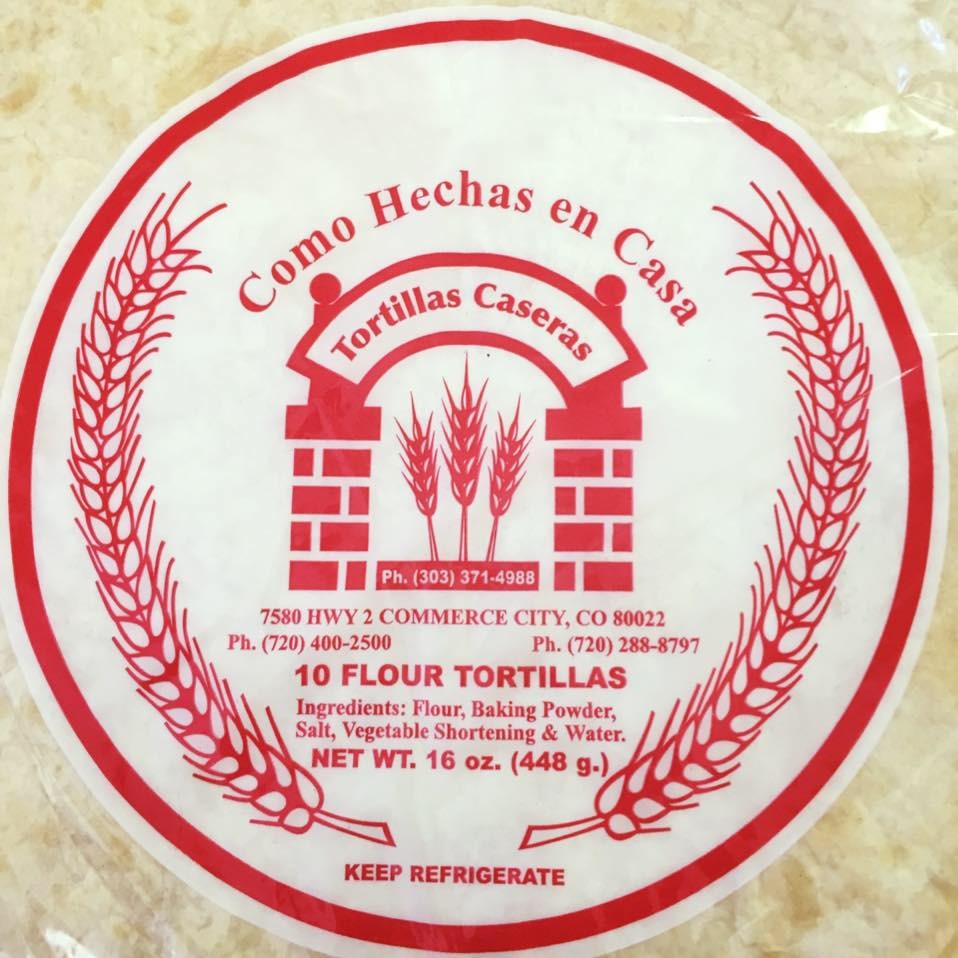 Como Hechas en Casa
Tortillas Caseras
Ph. (303) 371-4988
7580 HWY 2 COMMERCE CITY, CO 80022
Ph. (720) 400-2500 Ph. (720) 288-8797
10 FLOUR TORTILLAS
Ingredients: Flour, Baking Powder,
Salt, Vegetable Shortening & Water.
NET WT. 16 oz. (448 g.)
KEEP REFRIGERATE